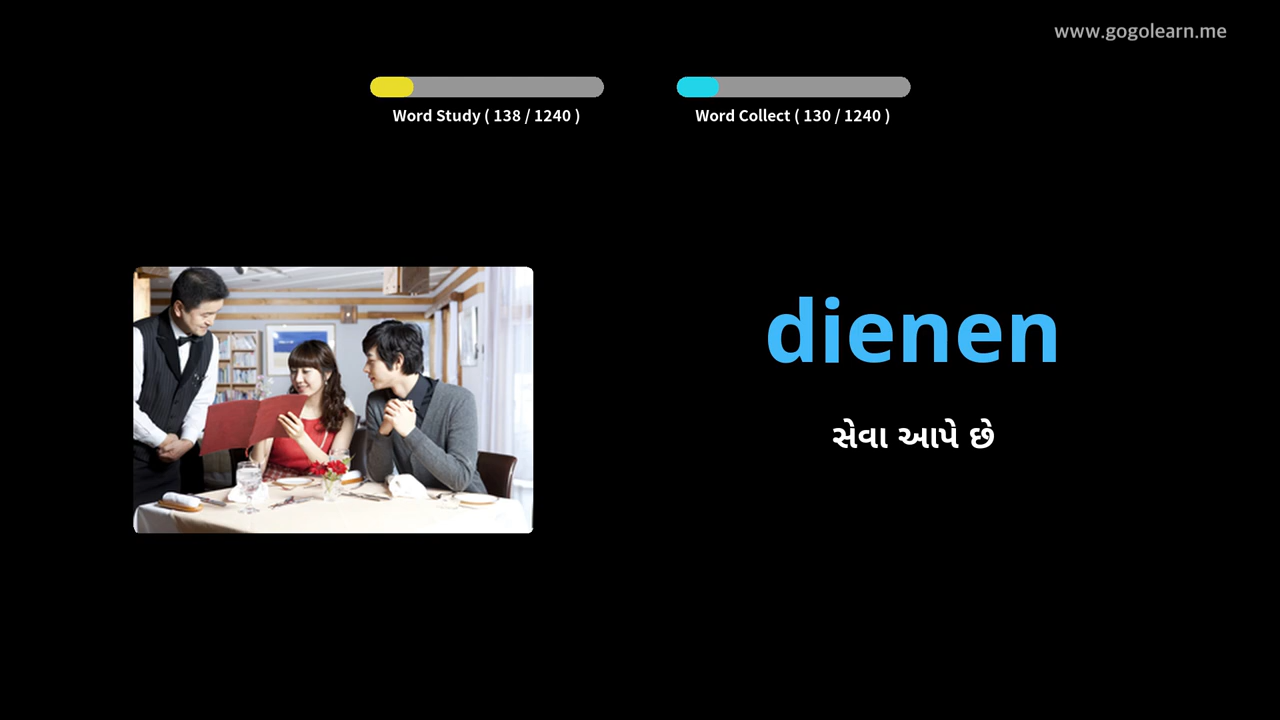 www.gogolearn.me
Word Study ( 138 / 1240 )
Word Collect ( 130 / 1240 )
dienen
સેવા આપે છે